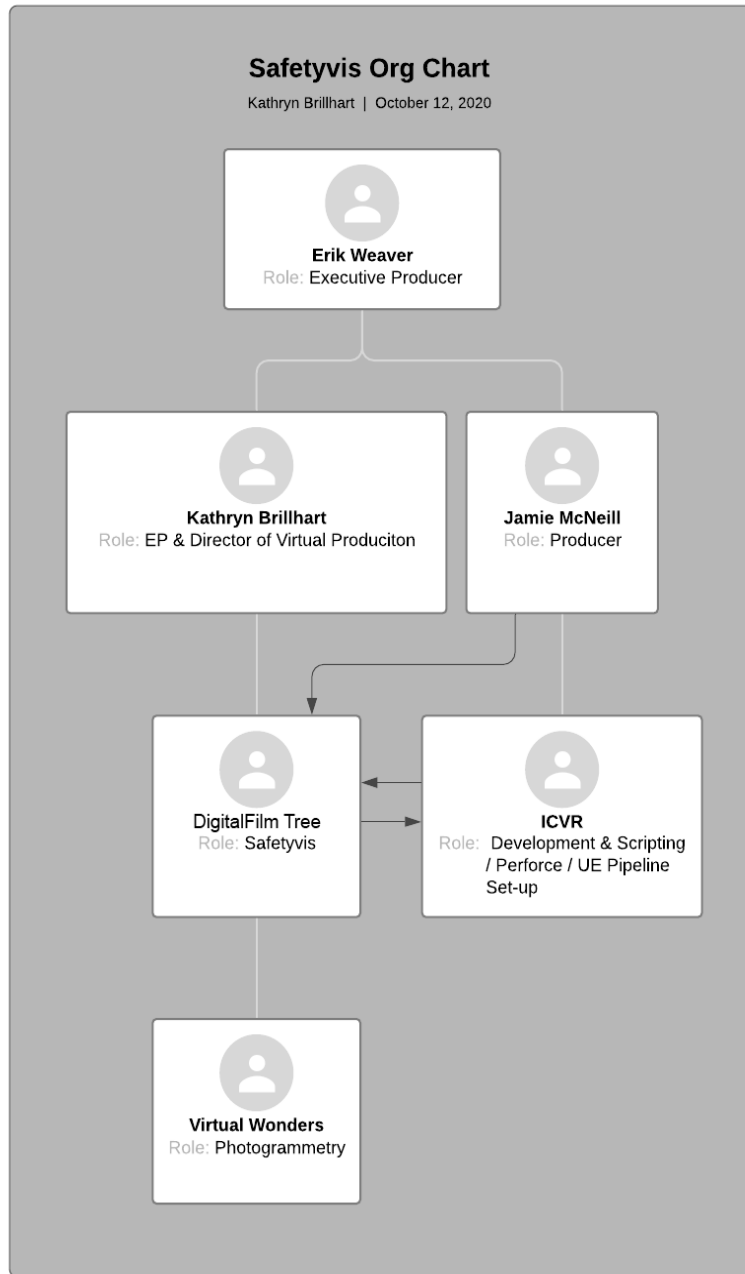 Safetyvis Org Chart
Kathryn Brillhart | October 12, 2020
Erik Weaver
Role: Executive Producer
Kathryn Brillhart
Role: EP & Director of Virtual Produciton
Jamie McNeill
Role: Producer
DigitalFilm Tree
Role: Safetyvis
ICVR
Role: Development & Scripting
/ Perforce / UE Pipeline
Set-up
Virtual Wonders
Role: Photogrammetry